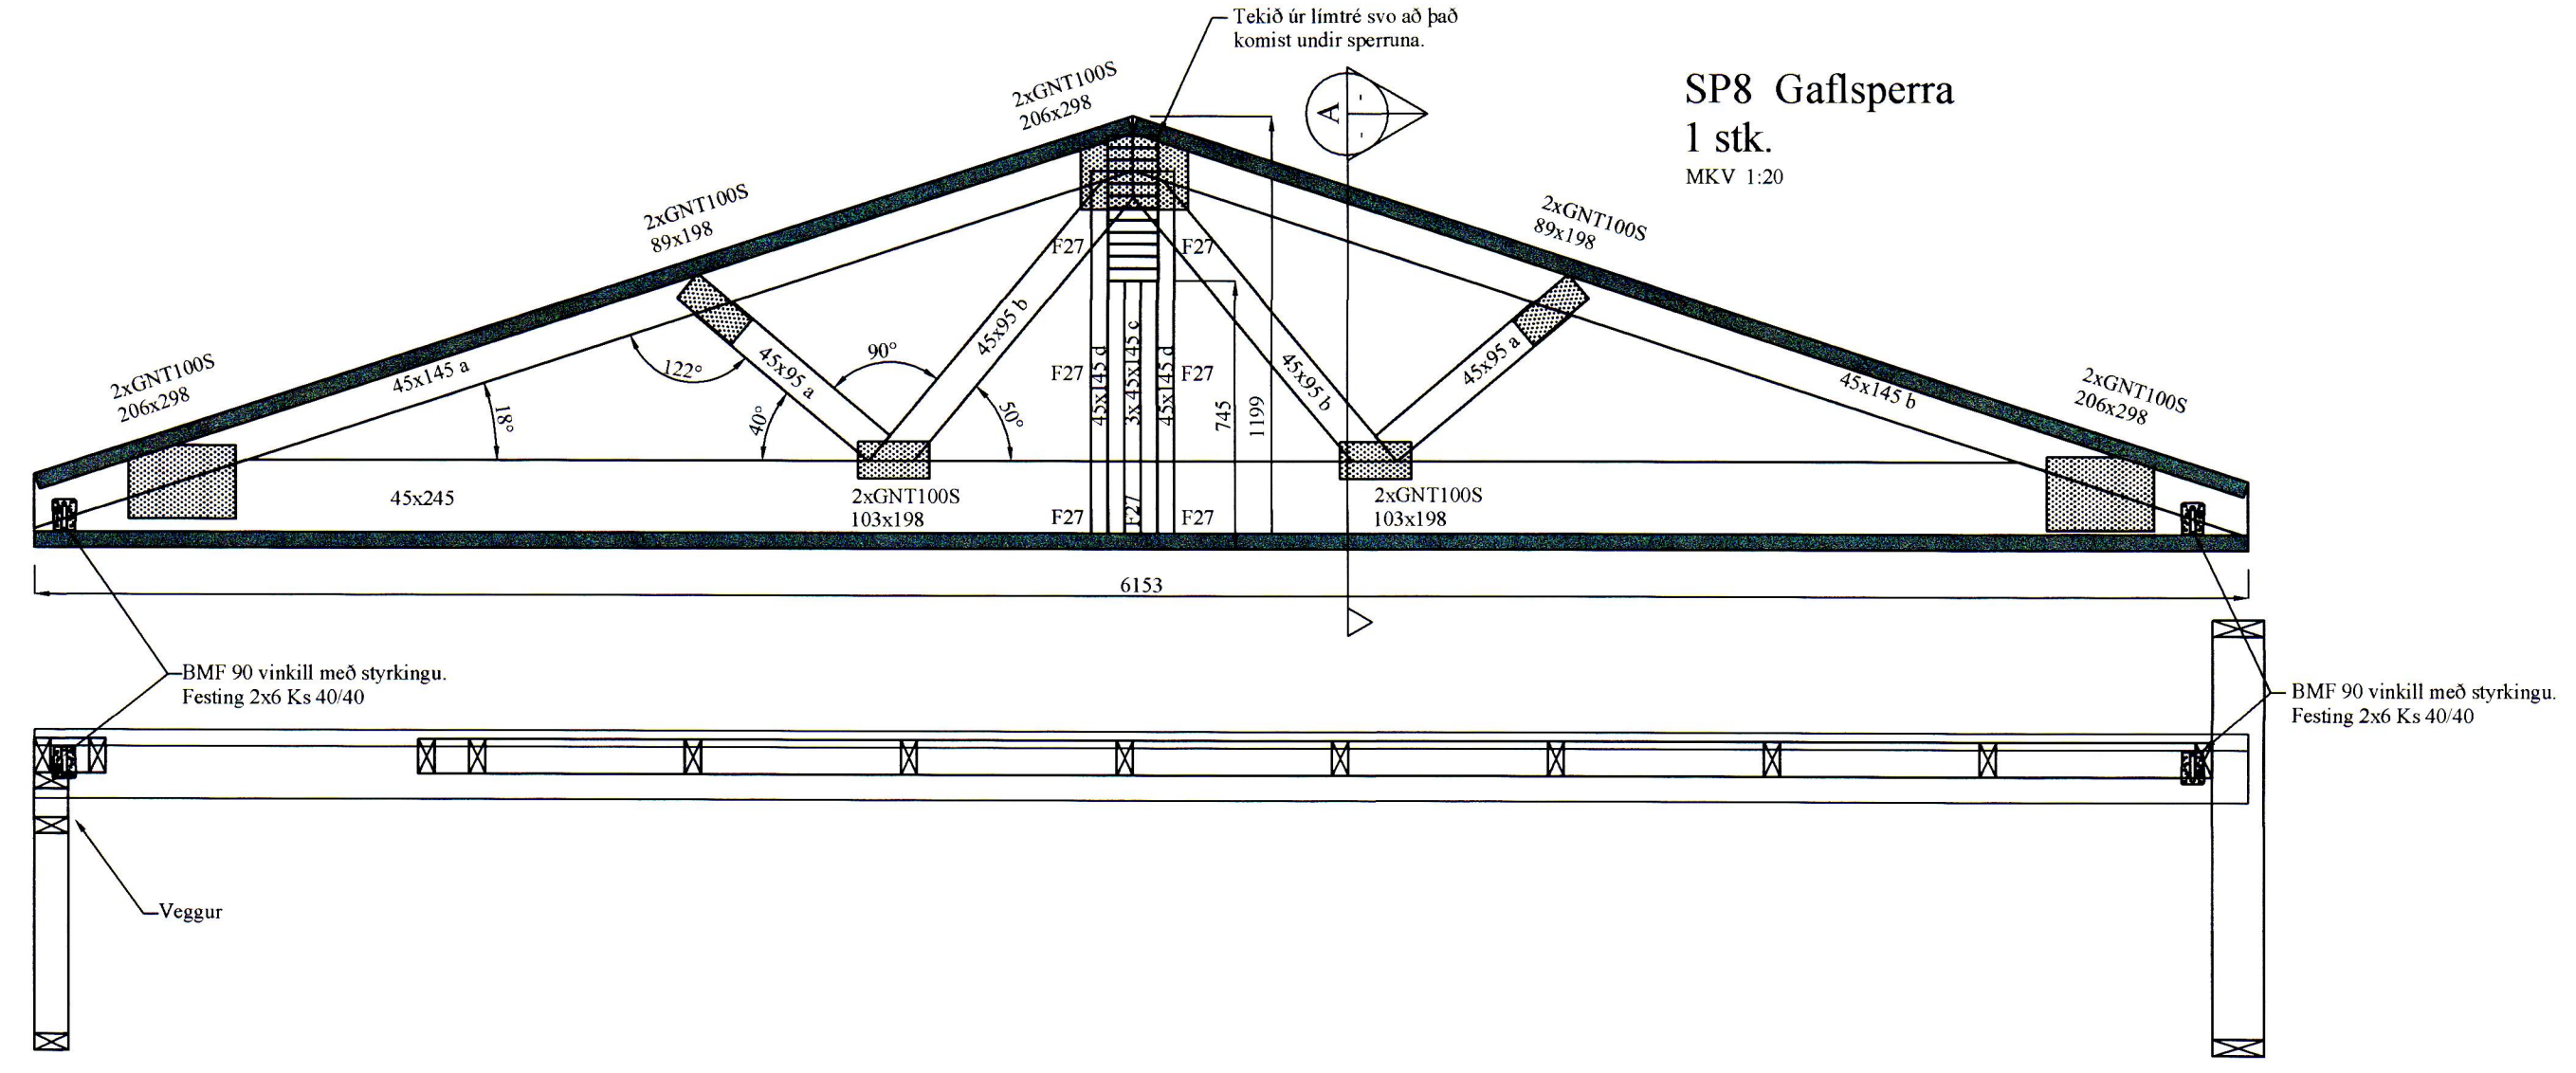 Tekið úr límtré svo að það
komist undir sperruna.
SP8 Gaflsperra
1 stk.
MKV 1:20
A
2xGNT100S
206x298
2xGNT100S
89x198
2xGNT100S
89x198
2xGNT100S
206x298
2xGNT100S
206x298
F27
F27
45x145 a
122°
45x95 a
90°
45x95 b
18°
40°
50°
F27
45x145 d
3x 45x145 c
45x145 d
F27
745
1199
45x95 b
45x95 a
45x145 b
45x245
2xGNT100S
103x198
F27
F27
F27
2xGNT100S
103x198
6153
BMF 90 vinkill með styrkingu.
Festing 2x6 Ks 40/40
BMF 90 vinkill með styrkingu.
Festing 2x6 Ks 40/40
Veggur